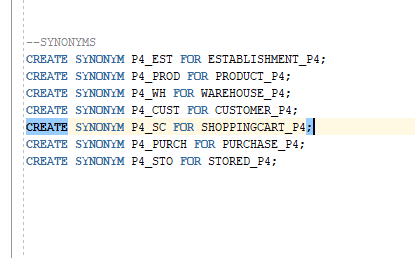 --SYNONYMS
CREATE SYNONYM P4_EST FOR ESTABLISHMENT_P4;
CREATE SYNONYM P4_PROD FOR PRODUCT_P4;
CREATE SYNONYM P4_WH FOR WAREHOUSE_P4;
CREATE SYNONYM P4_CUST FOR CUSTOMER_P4;
CREATE SYNONYM P4_SC FOR SHOPPINGCART_P4;
CREATE SYNONYM P4_PURCH FOR PURCHASE_P4;
CREATE SYNONYM P4_STO FOR STORED_P4;